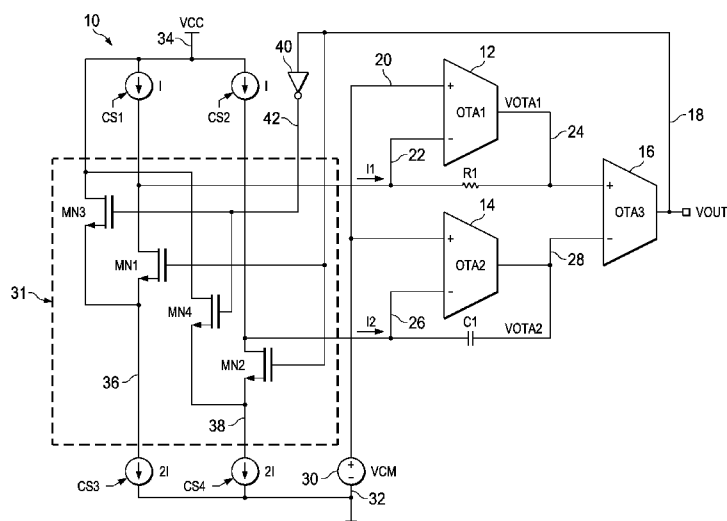 10
VCC
34
40
12
I
I
20
OTA1
VOTA1
CS1
CS2
42
22
24
18
16
I1
R1
MN3
14
OTA3
VOUT
MN1
OTA2
28
31
MN4
I2
26
C1
VOTA2
36
MN2
38
2I
2I
30
VCM
CS3
CS4
32
+
−
+
−
+
−
+
−